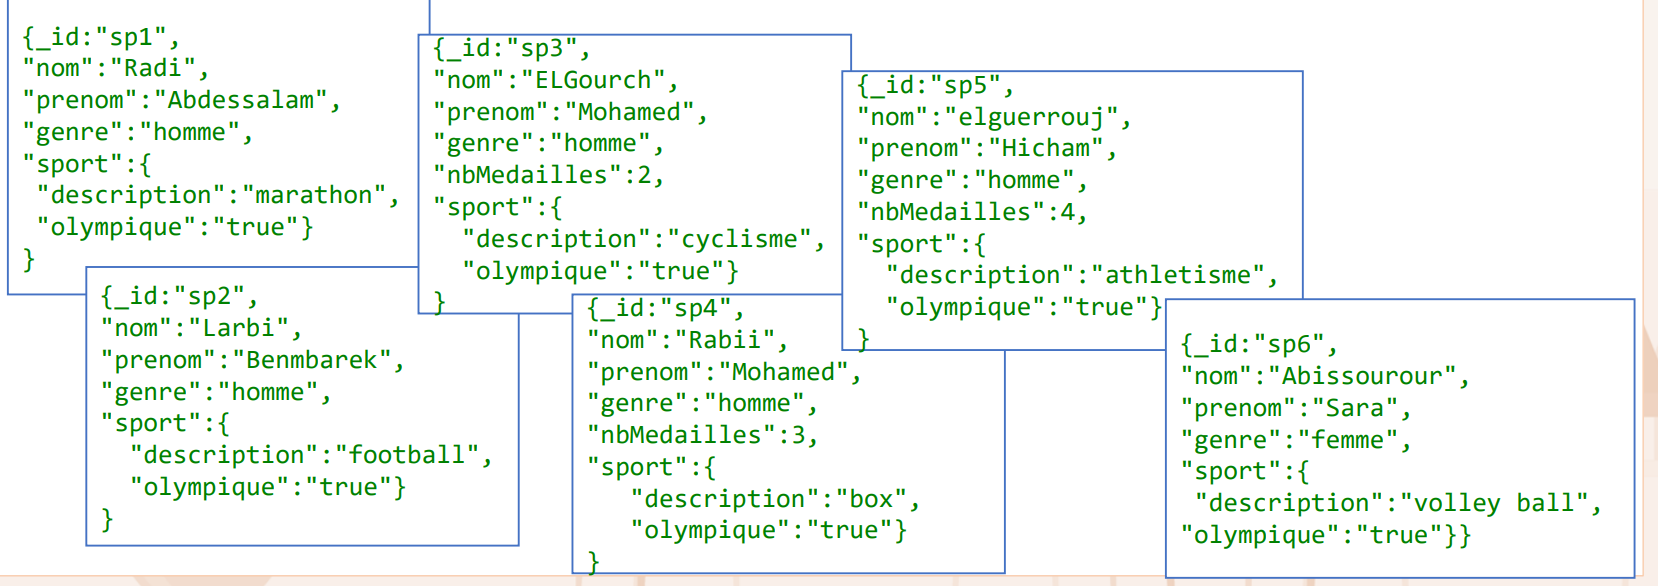 {_id:"sp1",
"nom":"Radi",
"prenom":"Abdessalam",
"genre":"homme",
"sport":{
"description":"marathon",
"olympique":"true"}
}
{_id:"sp2",
"nom":"Larbi",
"prenom":"Benmbarek",
"genre":"homme",
"sport":{
"description":"football",
"olympique":"true"}
}
{_id:"sp3",
"nom":"ELGourch",
"prenom":"Mohamed",
"genre":"homme",
"nbMedailles":2,
"sport":{
"description":"cyclisme",
"olympique":"true"}
}
{_id:"sp4",
"nom":"Rabii",
"prenom":"Mohamed",
"genre":"homme",
"nbMedailles":3,
"sport":{
"description":"box",
"olympique":"true"}
}
{_id:"sp5",
"nom":"elguerrouj",
"prenom":"Hicham",
"genre":"homme",
"nbMedailles":4,
"sport":{
"description":"athletisme",
"olympique":"true"}
}
{_id:"sp6",
"nom":"Abissourour",
"prenom":"Sara",
"genre":"femme",
"sport":{
"description":"volley ball",
"olympique":"true"}}